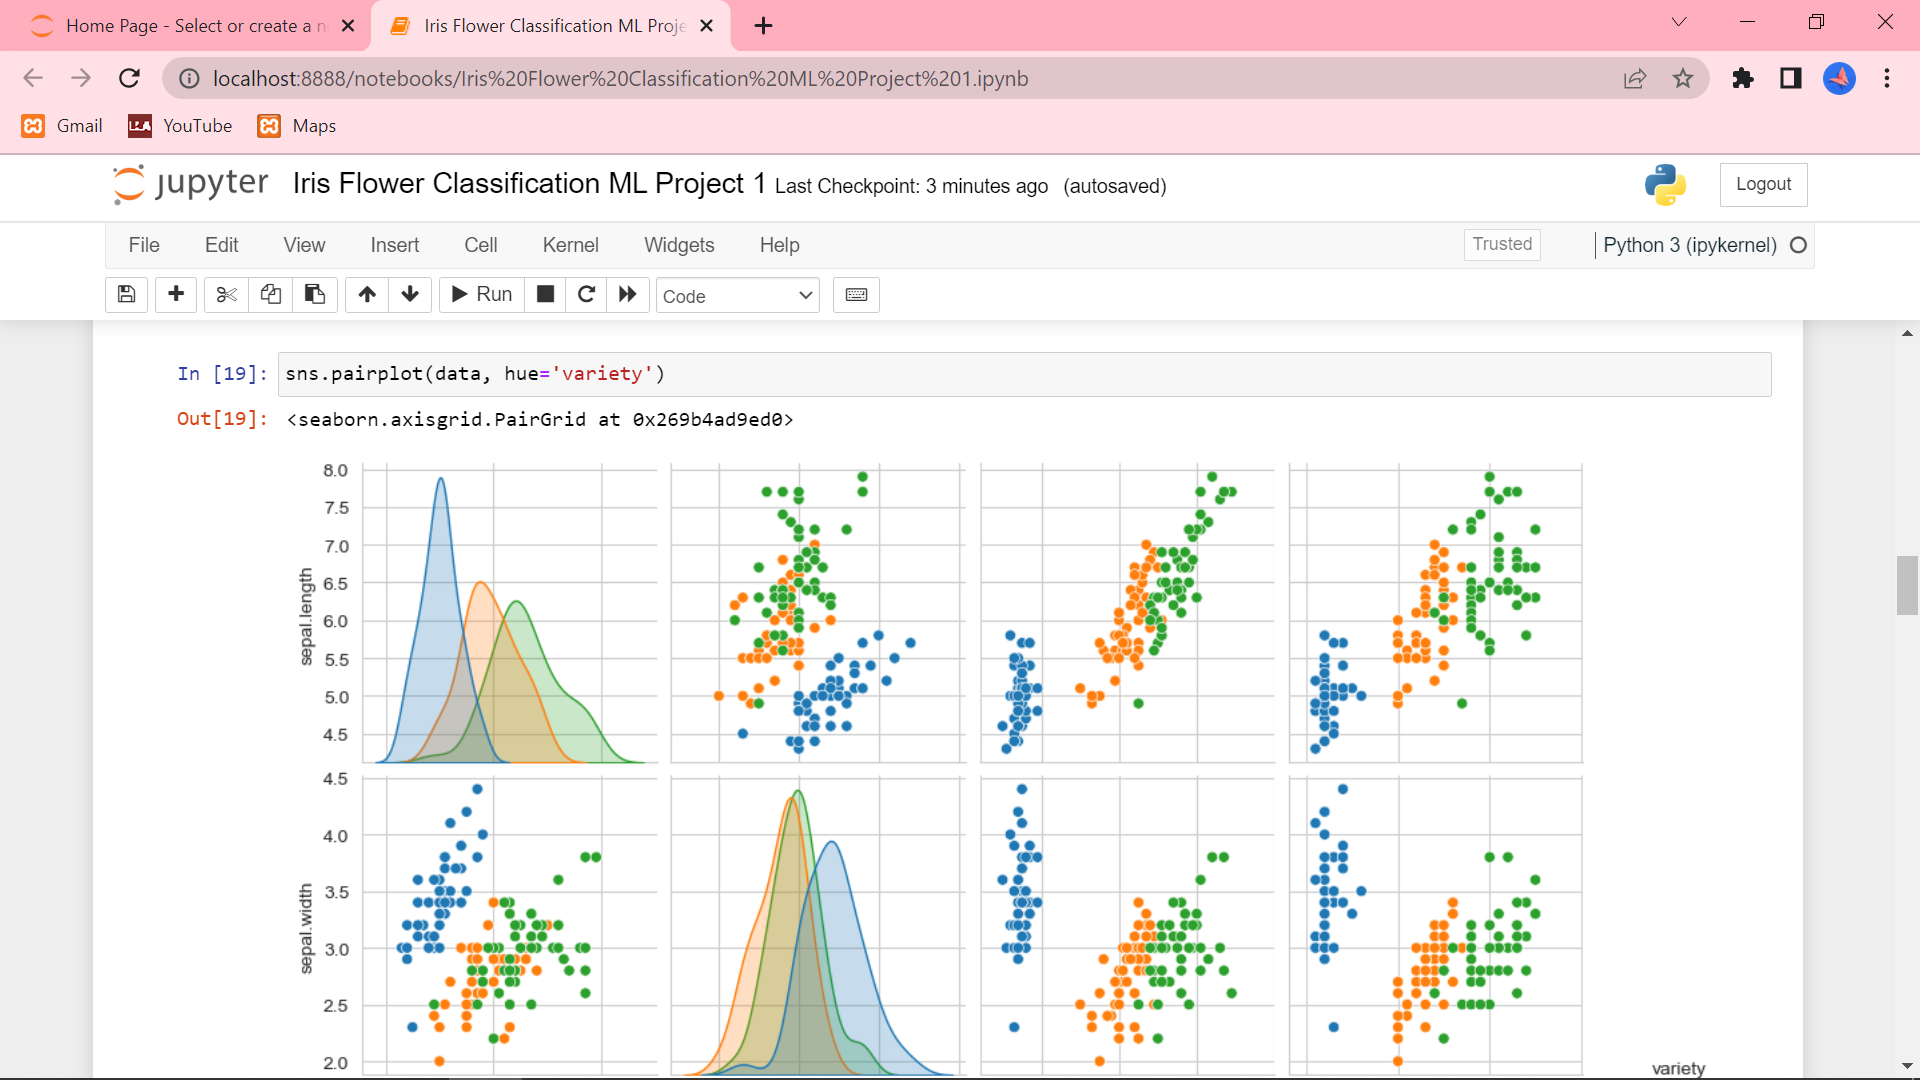 Home Page - Select or create a n
Iris Flower Classification ML Proje
localhost:8888/notebooks/Iris%20Flower%20Classification%20ML%20Project%201.ipynb
Gmail YouTube Maps
jupyter Iris Flower Classification ML Project 1 Last Checkpoint: 3 minutes ago (autosaved)
Logout
File Edit View Insert Cell Kernel Widgets Help
Trusted
Python 3 (ipykernel)
Run
Code
In [19]: sns.pairplot(data, hue='variety')
Out[19]: <seaborn.axisgrid.PairGrid at 0x269b4ad9ed0>
8.0
7.5
7.0
6.5
6.0
5.5
5.0
4.5
sepal.length
4.5
4.0
3.5
3.0
2.5
2.0
sepal.width
variety